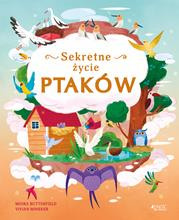 Sekretne
życie
PTAKÓW
MOIRA BUTTERFIELD
VIVIAN MINEKER